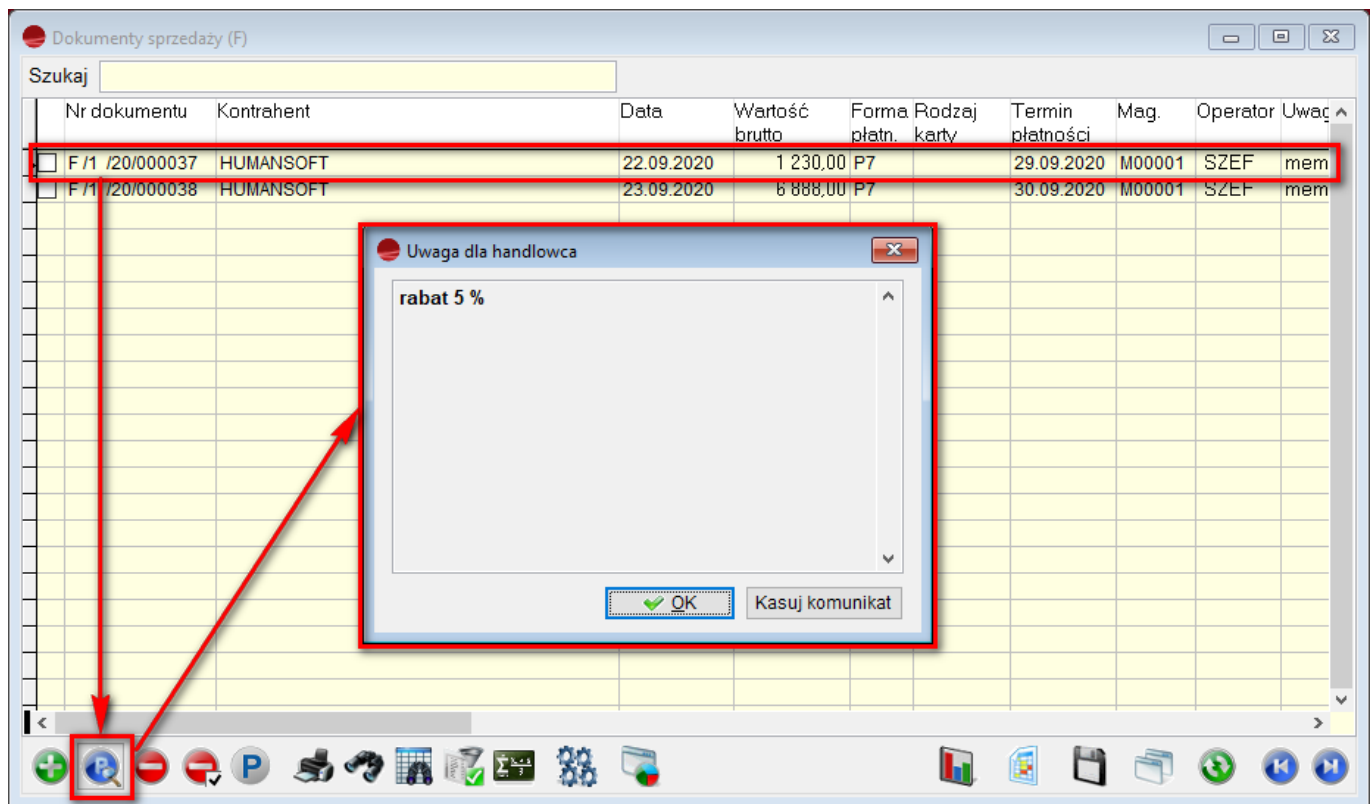 Dokumenty sprzedaży (F)
Szukaj
Nr dokumentu Kontrahent Data Wartość brutto Forma płatn. Rodzaj karty Termin płatności Mag. Operator Uwag
F /1 /20/000037 HUMANSOFT 22.09.2020 1 230,00 P7 29.09.2020 M00001 SZEF mem
F /1 /20/000038 HUMANSOFT 23.09.2020 6 888,00 P7 30.09.2020 M00001 SZEF mem
Uwaga dla handlowca
rabat 5 %
OK Kasuj komunikat
P P